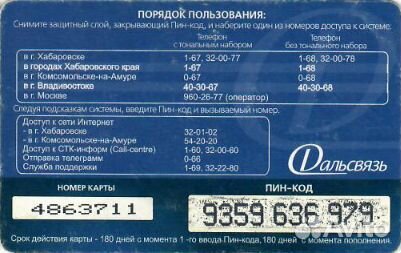 ПОРЯДОК ПОЛЬЗОВАНИЯ:
Снимите защитный слой, закрывающий Пин-код, и наберите один из номеров доступа к системе.
Телефон с тональным набором Телефон без тонального набора
в г. Хабаровске 1-67, 32-00-77 1-68, 32-00-78
в городах Хабаровского края 1-67 1-68
в г. Комсомольске-на-Амуре 0-67 0-68
в г. Владивостоке 40-30-67 40-30-68
в г. Москве 960-26-77 (оператор)
Следуя подсказкам системы, введите Пин-код и вызываемый номер.
Доступ к сети Интернет
- в г. Хабаровске 32-01-02
- в г. Комсомольске-на-Амуре 54-20-20
Доступ к СТК-инфо (Call-centre) 1-60, 32-00-60
Отправка телеграмм 0-66
Служба поддержки 1-69, 32-22-80
Дальсвязь
НОМЕР КАРТЫ ПИН-КОД
4863711 9359 636 979
Срок действия карты - 180 дней с момента 1-го ввода Пин-кода, 180 дней с момента пополнения.
Avito